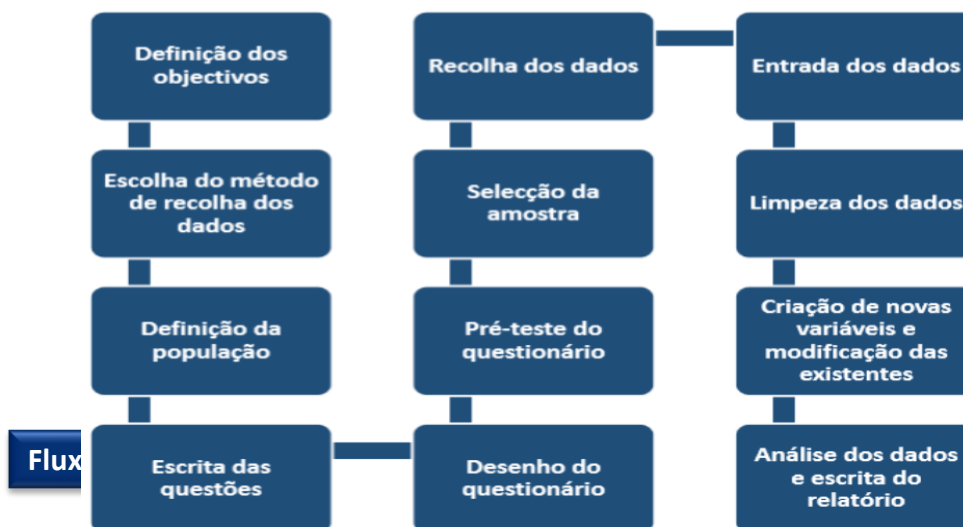 Definição dos
objectivos
Escolha do método
de recolha dos
dados
Definição da
população
Escrita das
questões
Desenho do
questionário
Pré-teste do
questionário
Selecção da
amostra
Recolha dos dados
Entrada dos dados
Limpeza dos dados
Criação de novas
variáveis e
modificação das
existentes
Análise dos dados
e escrita do
relatório